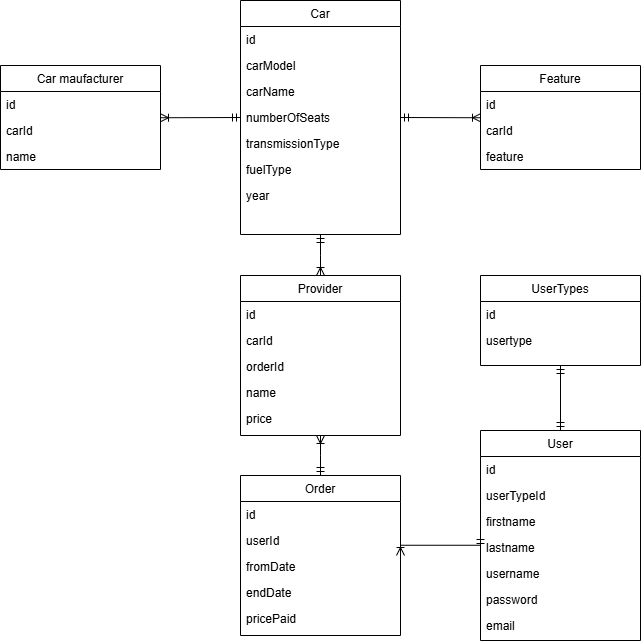 Car
id
carModel
carName
numberOfSeats
transmissionType
fuelType
year
Car maufacturer
id
carId
name
Feature
id
carId
feature
Provider
id
carId
orderId
name
price
UserTypes
id
usertype
Order
id
userId
fromDate
endDate
pricePaid
User
id
userTypeId
firstname
lastname
username
password
email